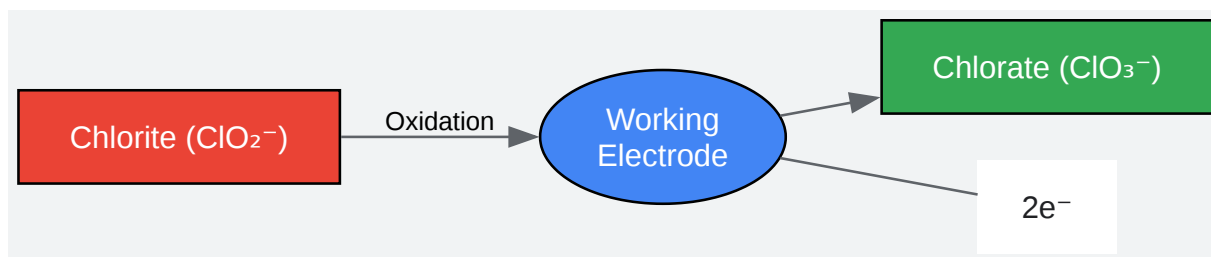 Chlorite (ClO₂⁻)
Oxidation
Working
Electrode
Chlorate (ClO₃⁻)
2e⁻